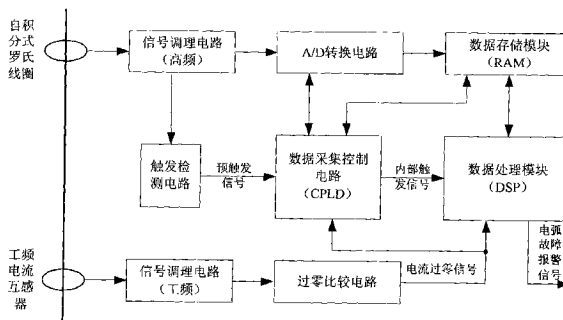 自积
分式
罗氏
线圈
信号调理电路
（高频）
A/D转换电路
数据存储模块
（RAM）
触发检
测电路
预触发
信号
数据采集控制
电路
（CPLD）
内部触
发信号
数据处理模块
（DSP）
工频
电流
互感
器
信号调理电路
（工频）
过零比较电路
电流过零信号
电弧
故障
报警
信号